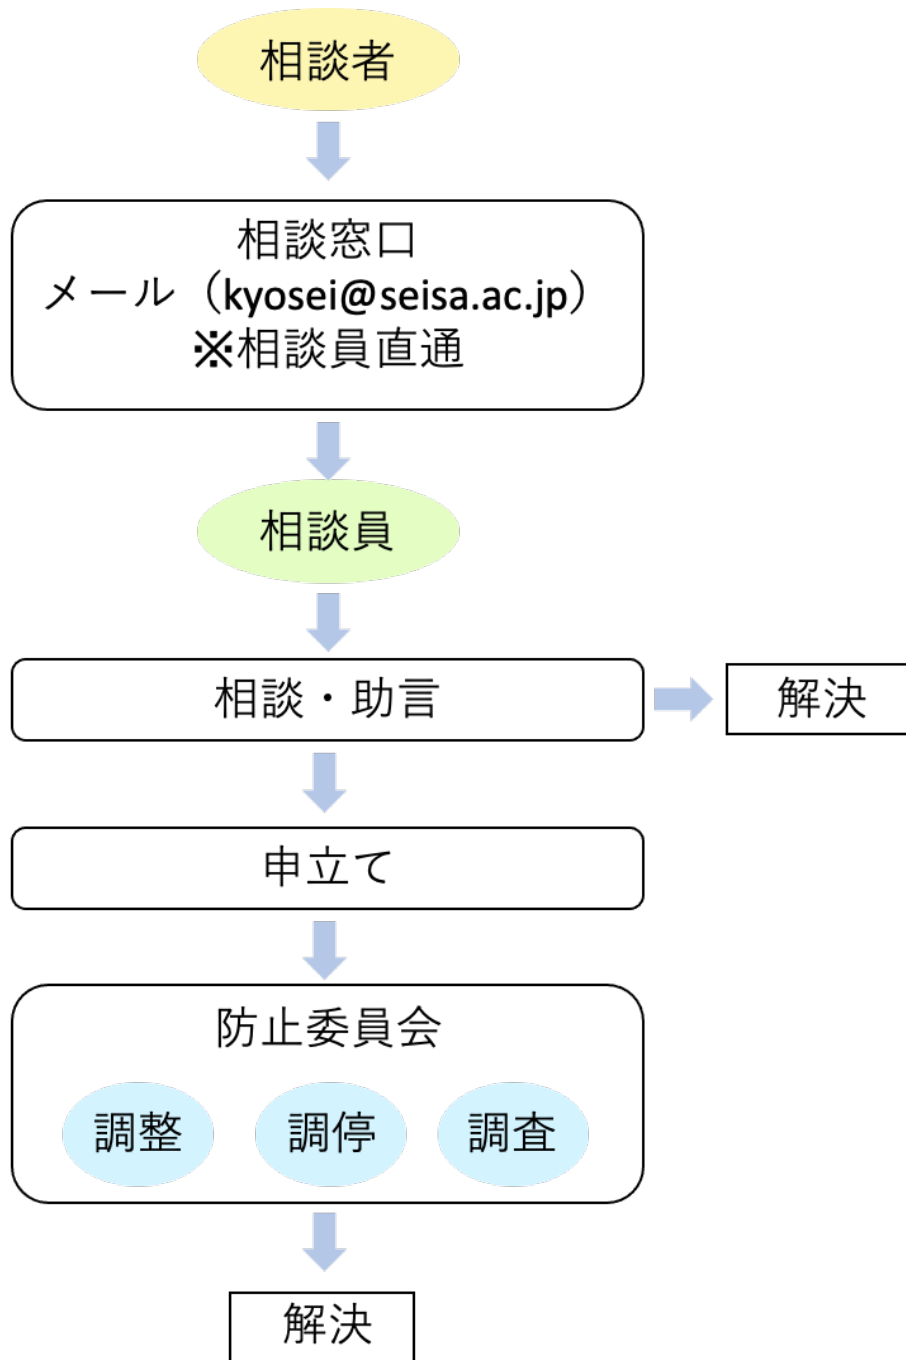 相談者
相談窓口
メール（kyosei@seisa.ac.jp）
※相談員直通
相談員
相談・助言
解決
申立て
防止委員会
調整
調停
調査
解決